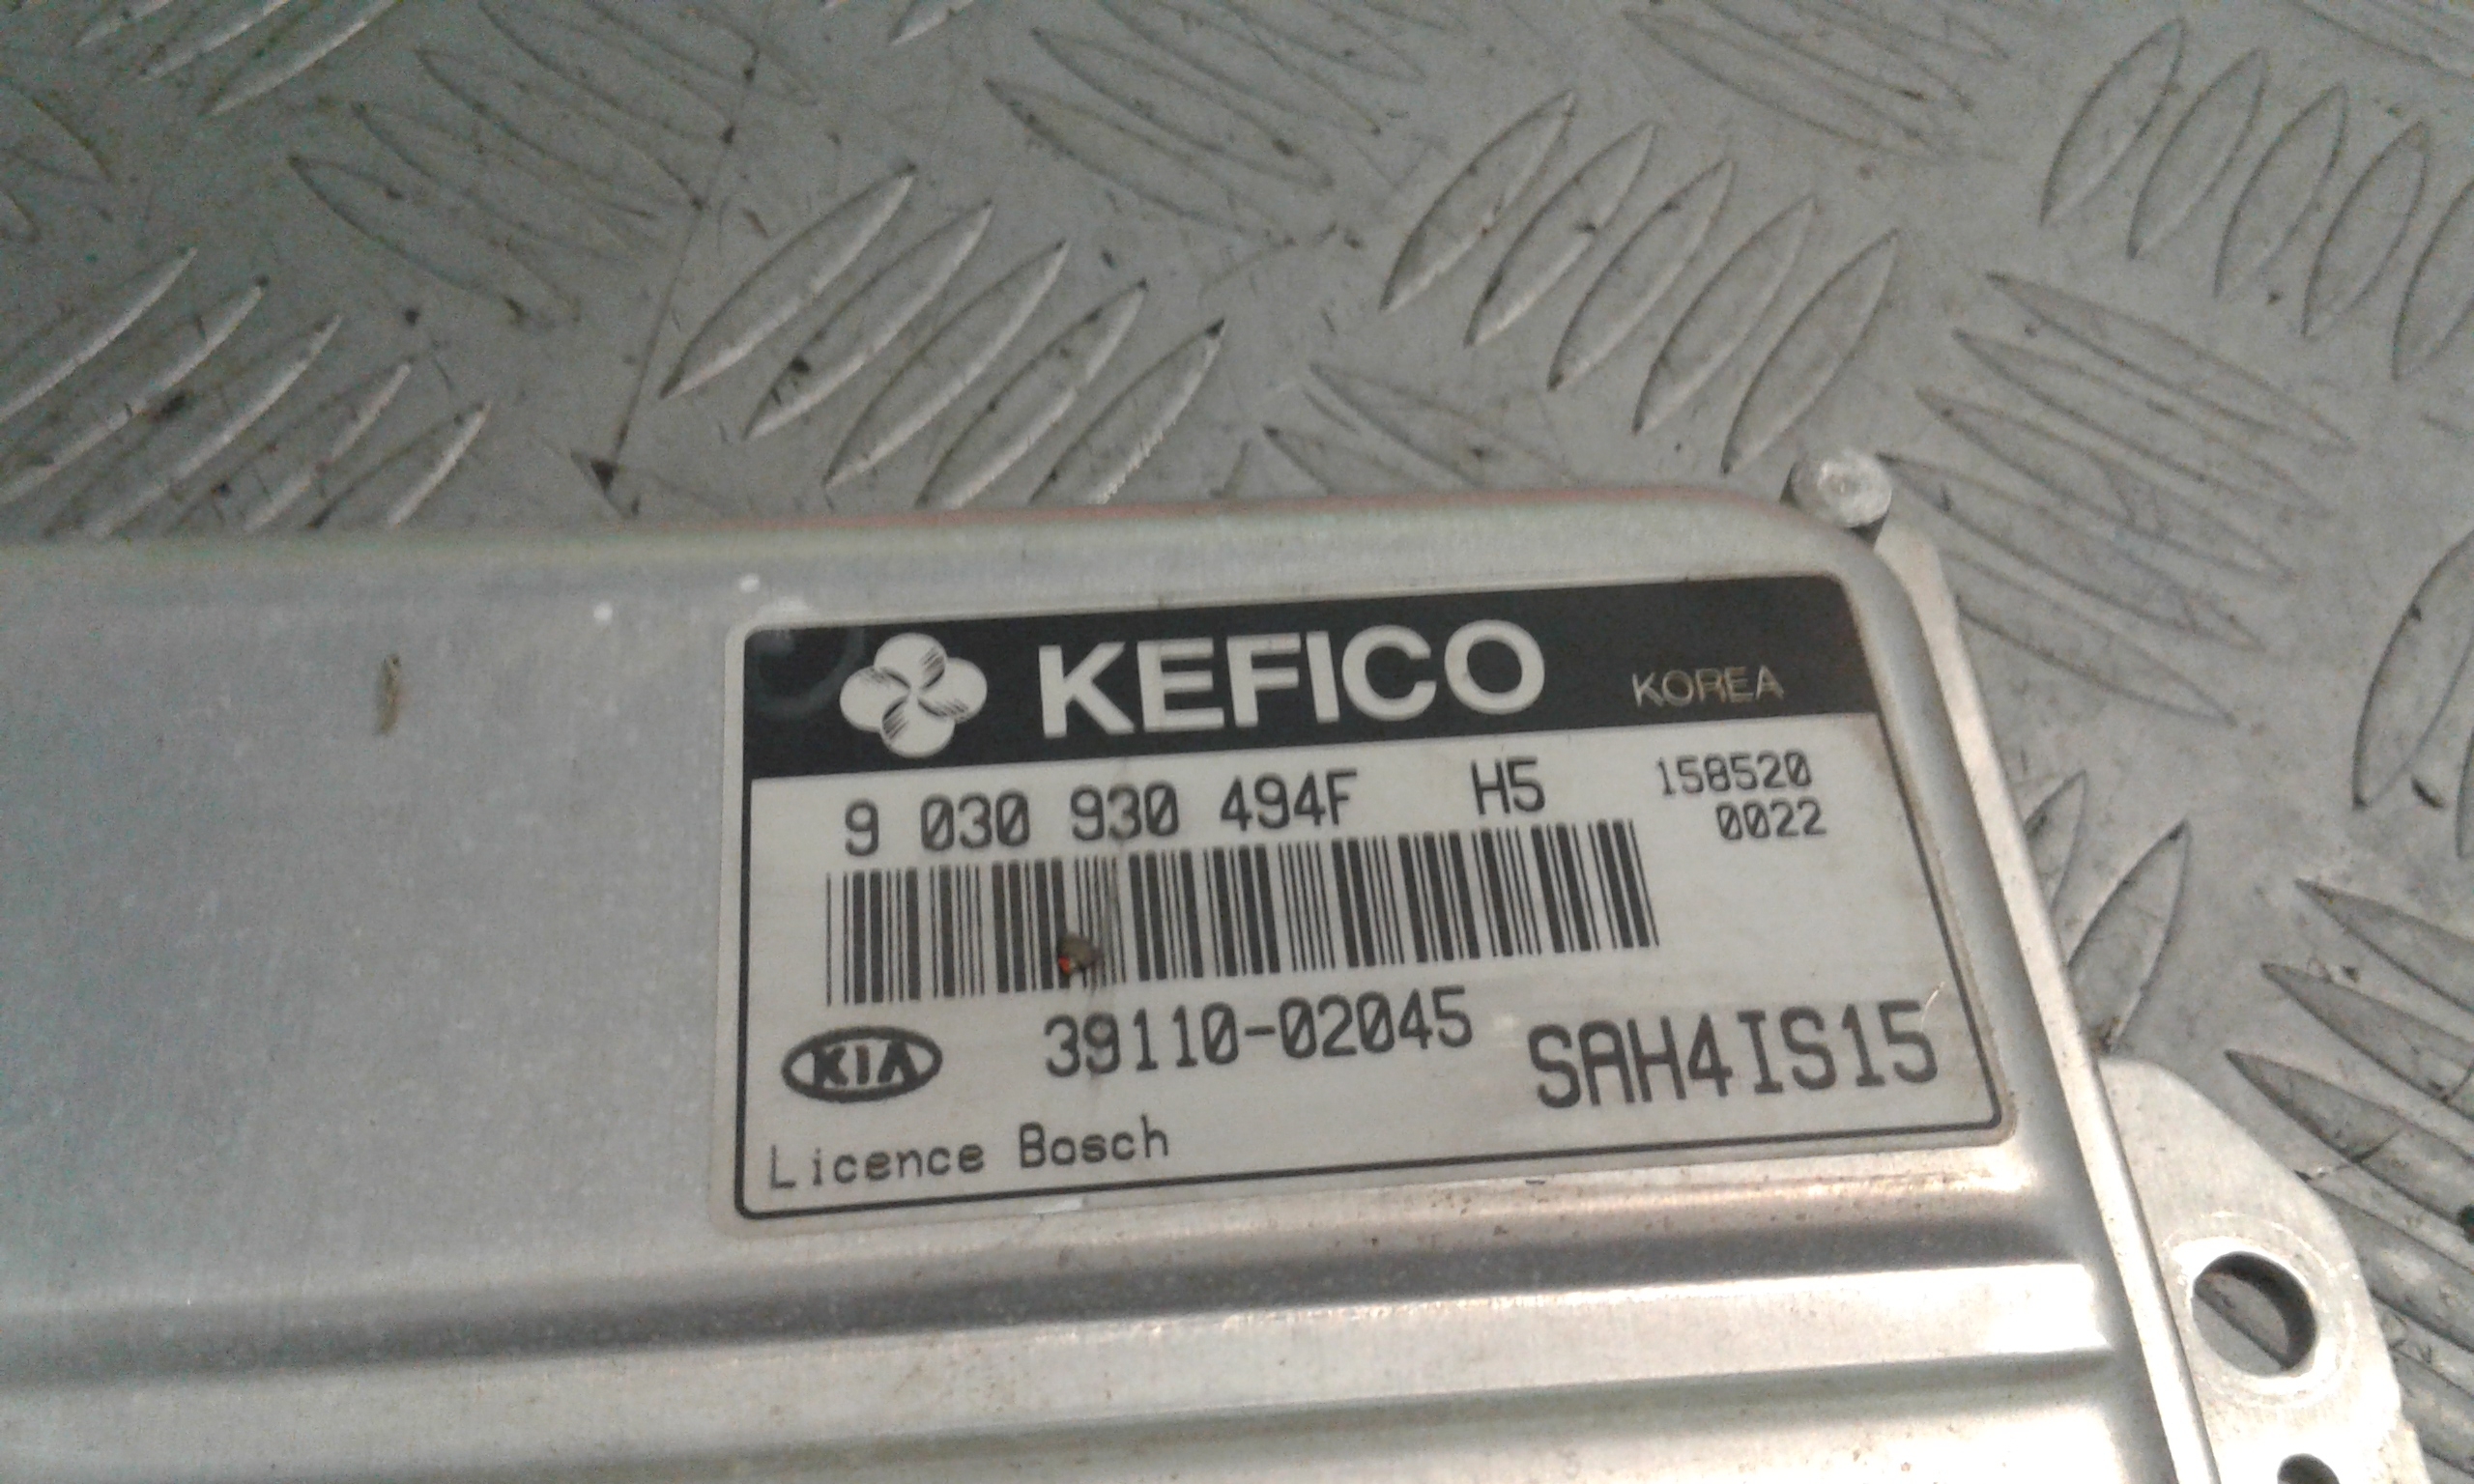 KEFICO KOREA
9 030 930 494F H5 158520
0022
KIA 39110-02045 SAH4IS15
Licence Bosch